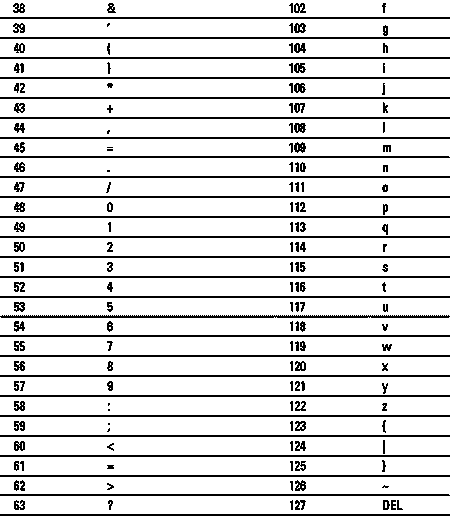 38 & 102 f
39 ′ 103 g
40 ( 104 h
41 ) 105 i
42 * 106 j
43 + 107 k
44 , 108 l
45 = 109 m
46 . 110 n
47 / 111 o
48 0 112 p
49 1 113 q
50 2 114 r
51 3 115 s
52 4 116 t
53 5 117 u
54 6 118 v
55 7 119 w
56 8 120 x
57 9 121 y
58 : 122 z
59 ; 123 {
60 < 124 |
61 = 125 }
62 > 126 ~
63 ? 127 DEL